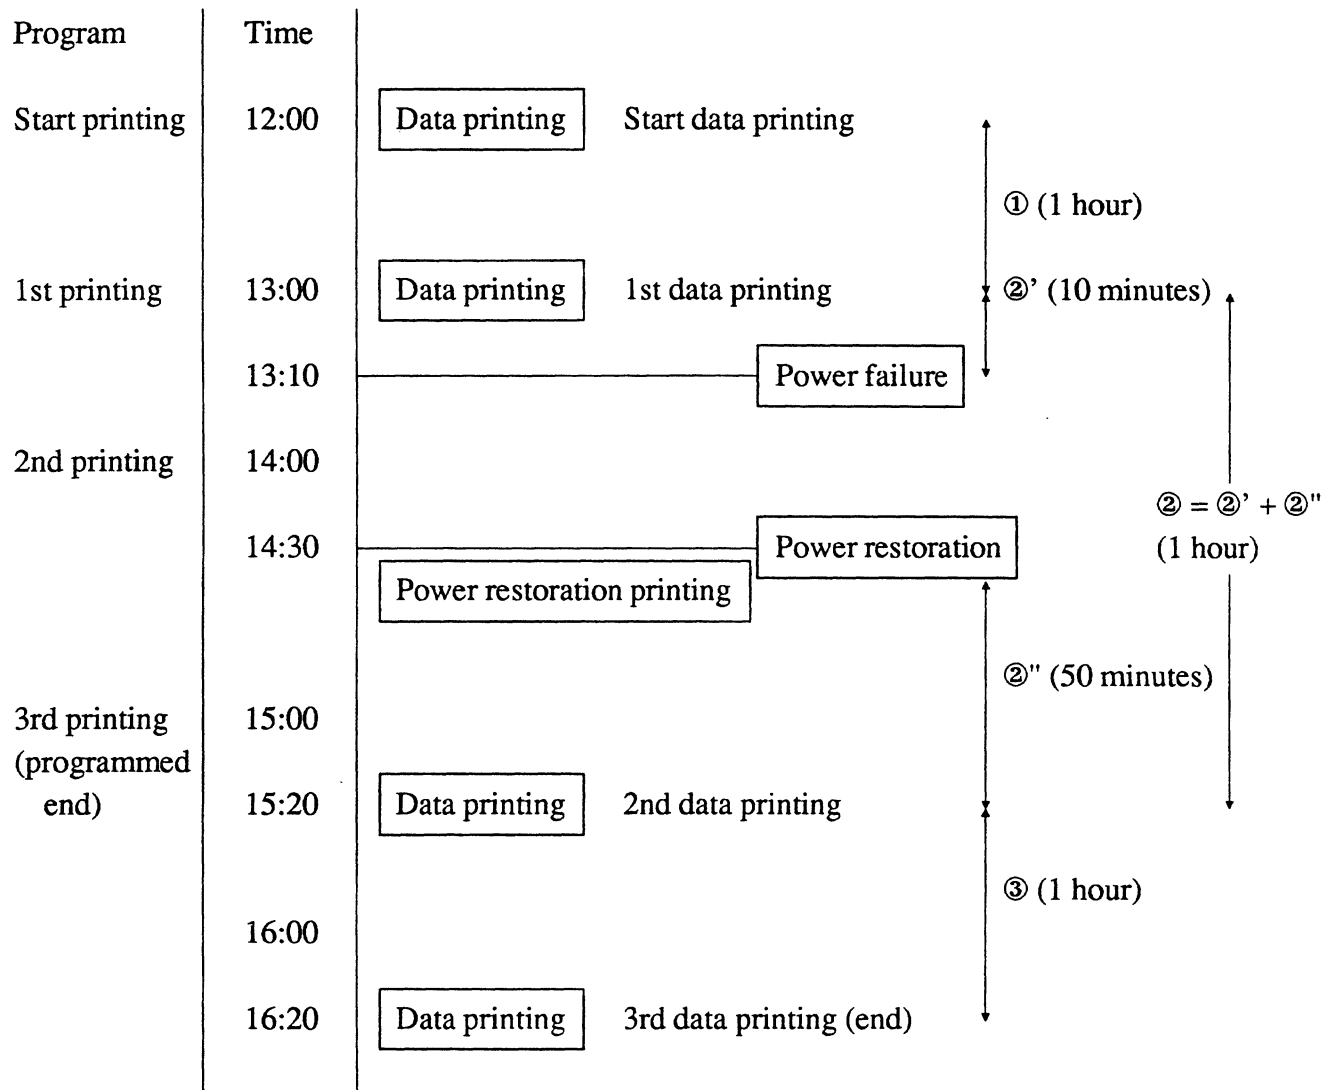 Program Time
Start printing 12:00 Data printing Start data printing
① (1 hour)
1st printing 13:00 Data printing 1st data printing ②’ (10 minutes)
13:10 Power failure
2nd printing 14:00
② = ②’ + ②"
14:30 Power restoration (1 hour)
Power restoration printing
②" (50 minutes)
3rd printing 15:00
(programmed
end) 15:20 Data printing 2nd data printing
③ (1 hour)
16:00
16:20 Data printing 3rd data printing (end)